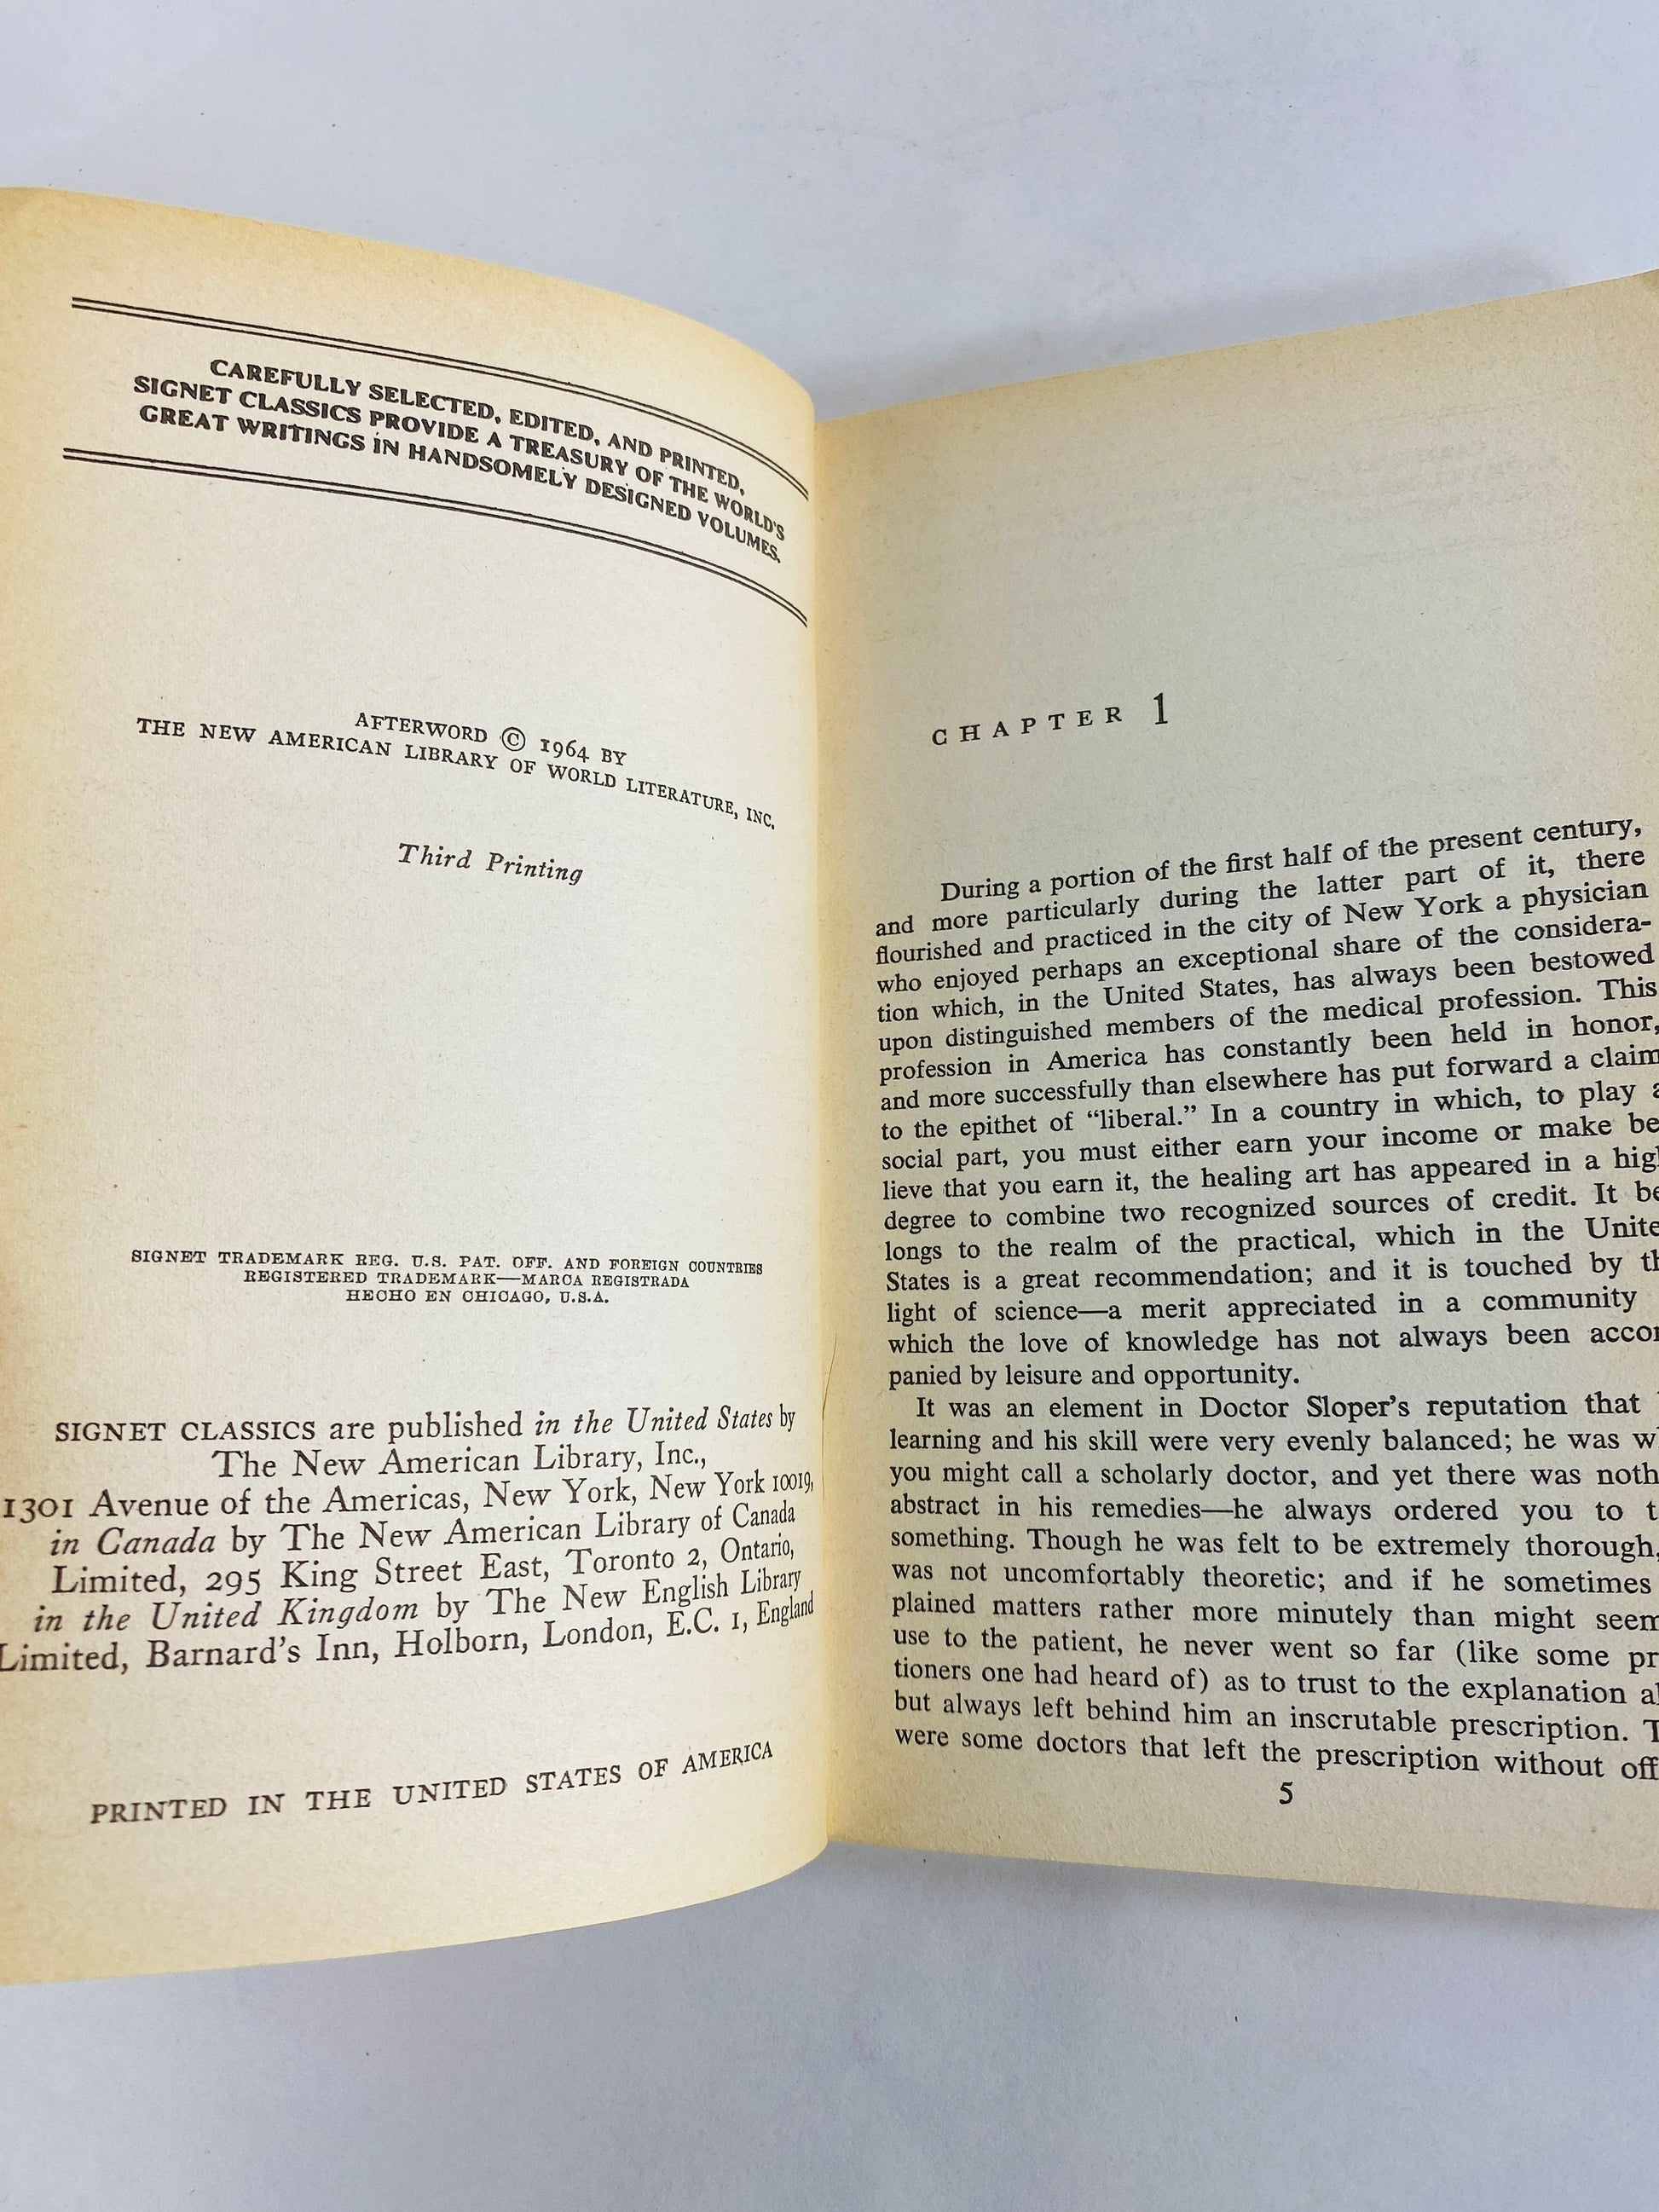 CAREFULLY SELECTED, EDITED, AND PRINTED,
SIGNET CLASSICS PROVIDE A TREASURY OF THE WORLD'S
GREAT WRITINGS IN HANDSOMELY DESIGNED VOLUMES.
AFTERWORD © 1964 BY
THE NEW AMERICAN LIBRARY OF WORLD LITERATURE, INC.
Third Printing
SIGNET TRADEMARK REG. U.S. PAT. OFF. AND FOREIGN COUNTRIES
REGISTERED TRADEMARK—MARCA REGISTRADA
HECHO EN CHICAGO, U.S.A.
SIGNET CLASSICS are published in the United States by
The New American Library, Inc.,
1301 Avenue of the Americas, New York, New York 10019,
in Canada by The New American Library of Canada
Limited, 295 King Street East, Toronto 2, Ontario,
in the United Kingdom by The New English Library
Limited, Barnard's Inn, Holborn, London, E.C. 1, England
PRINTED IN THE UNITED STATES OF AMERICA
CHAPTER 1
During a portion of the first half of the present century,
and more particularly during the latter part of it, there
flourished and practiced in the city of New York a physician
who enjoyed perhaps an exceptional share of the considera-
tion which, in the United States, has always been bestowed
upon distinguished members of the medical profession. This
profession in America has constantly been held in honor,
and more successfully than elsewhere has put forward a claim
to the epithet of “liberal.” In a country in which, to play a
social part, you must either earn your income or make be
lieve that you earn it, the healing art has appeared in a hig
degree to combine two recognized sources of credit. It be
longs to the realm of the practical, which in the Unite
States is a great recommendation; and it is touched by th
light of science—a merit appreciated in a community
which the love of knowledge has not always been accom
panied by leisure and opportunity.
It was an element in Doctor Sloper's reputation that
learning and his skill were very evenly balanced; he was w
you might call a scholarly doctor, and yet there was noth
abstract in his remedies—he always ordered you to t
something. Though he was felt to be extremely thorough,
was not uncomfortably theoretic; and if he sometimes
plained matters rather more minutely than might seem
use to the patient, he never went so far (like some pr
tioners one had heard of) as to trust to the explanation al
but always left behind him an inscrutable prescription. T
were some doctors that left the prescription without off
5